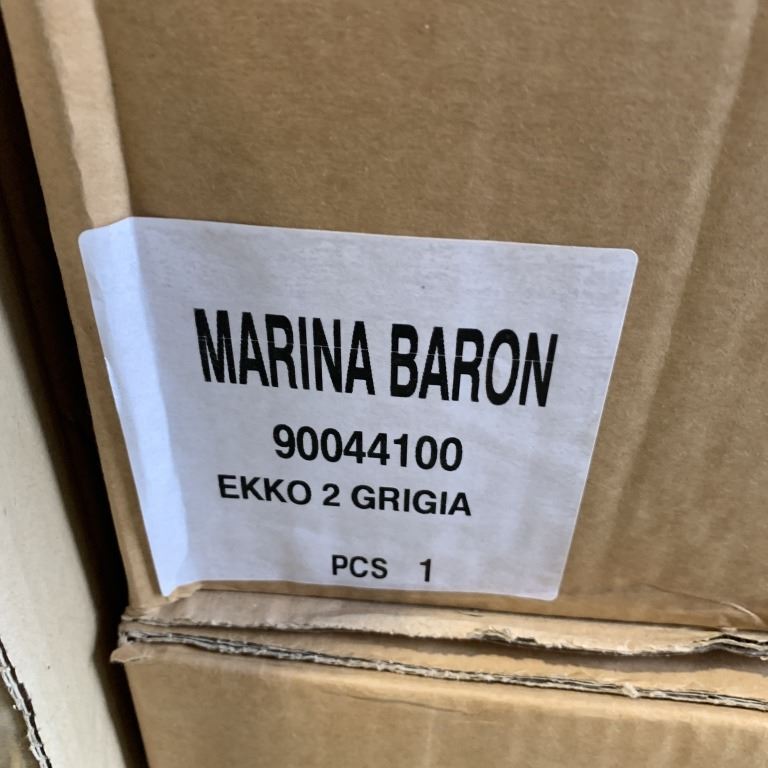 MARINA BARON
90044100
EKKO 2 GRIGIA
PCS 1